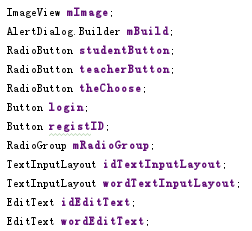 ImageView mImage;
AlertDialog.Builder mBuild;
RadioButton studentButton;
RadioButton teacherButton;
RadioButton theChoose;
Button login;
Button registID;
RadioGroup mRadioGroup;
TextInputLayout idTextInputLayout;
TextInputLayout wordTextInputLayout;
EditText idEditText;
EditText wordEditText;